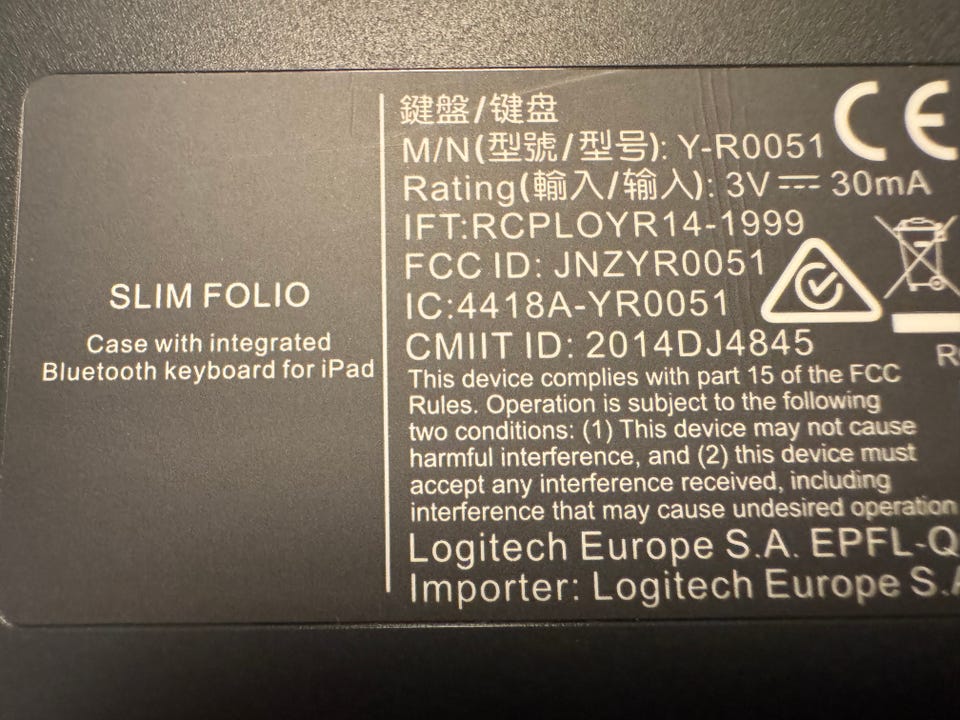 SLIM FOLIO
Case with integrated
Bluetooth keyboard for iPad
鍵盤/键盘
M/N(型號/型号): Y-R0051
Rating(輸入/输入): 3V ⎓ 30mA
IFT:RCPLOYR14-1999
FCC ID: JNZYR0051
IC:4418A-YR0051
CMIIT ID: 2014DJ4845
This device complies with part 15 of the FCC
Rules. Operation is subject to the following
two conditions: (1) This device may not cause
harmful interference, and (2) this device must
accept any interference received, including
interference that may cause undesired operation
Logitech Europe S.A. EPFL-Q
Importer: Logitech Europe S.A
CE